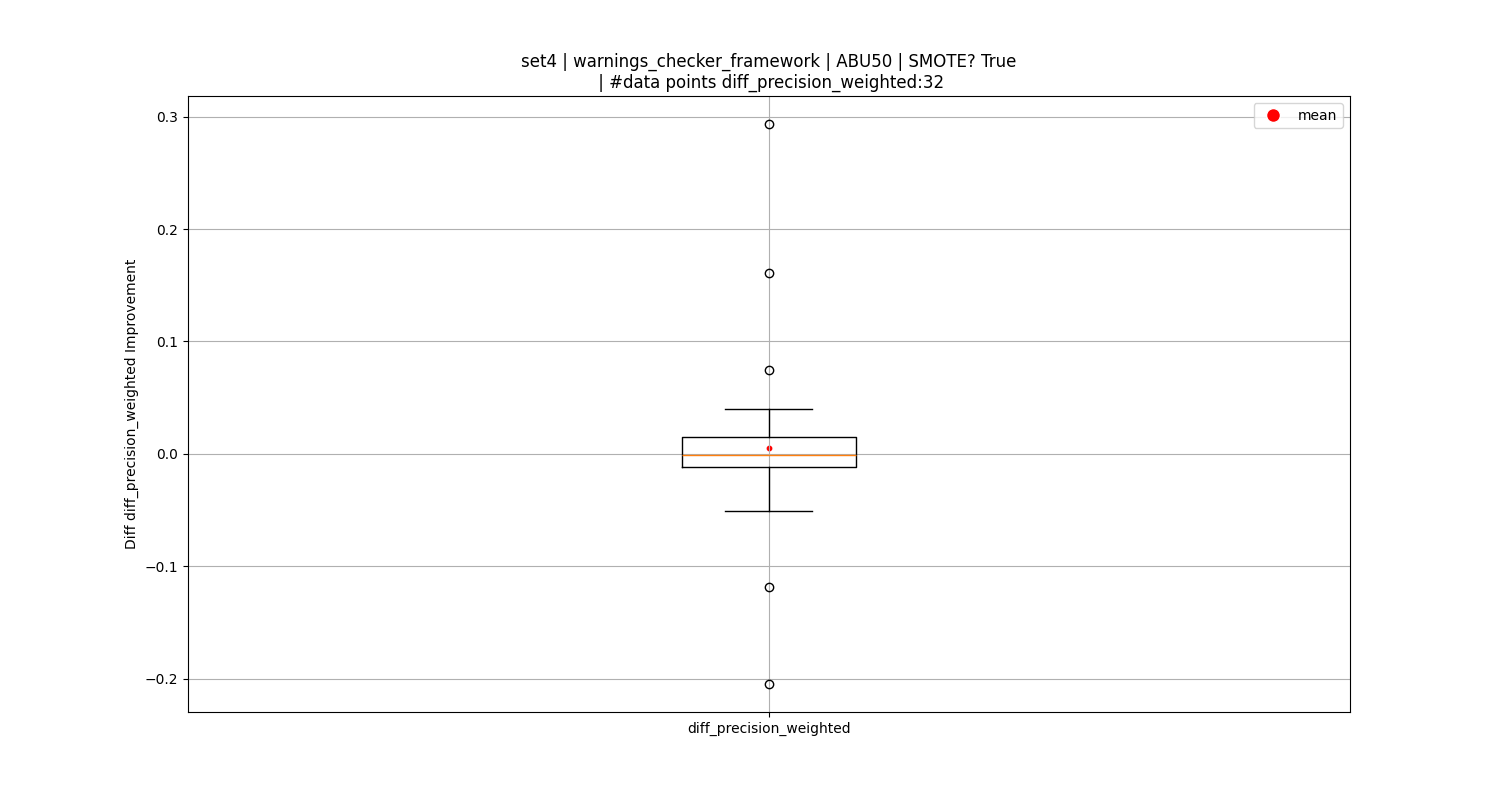 set4 | warnings_checker_framework | ABU50 | SMOTE? True
| #data points diff_precision_weighted:32
mean
0.3
0.2
0.1
0.0
−0.1
−0.2
Diff diff_precision_weighted Improvement
diff_precision_weighted